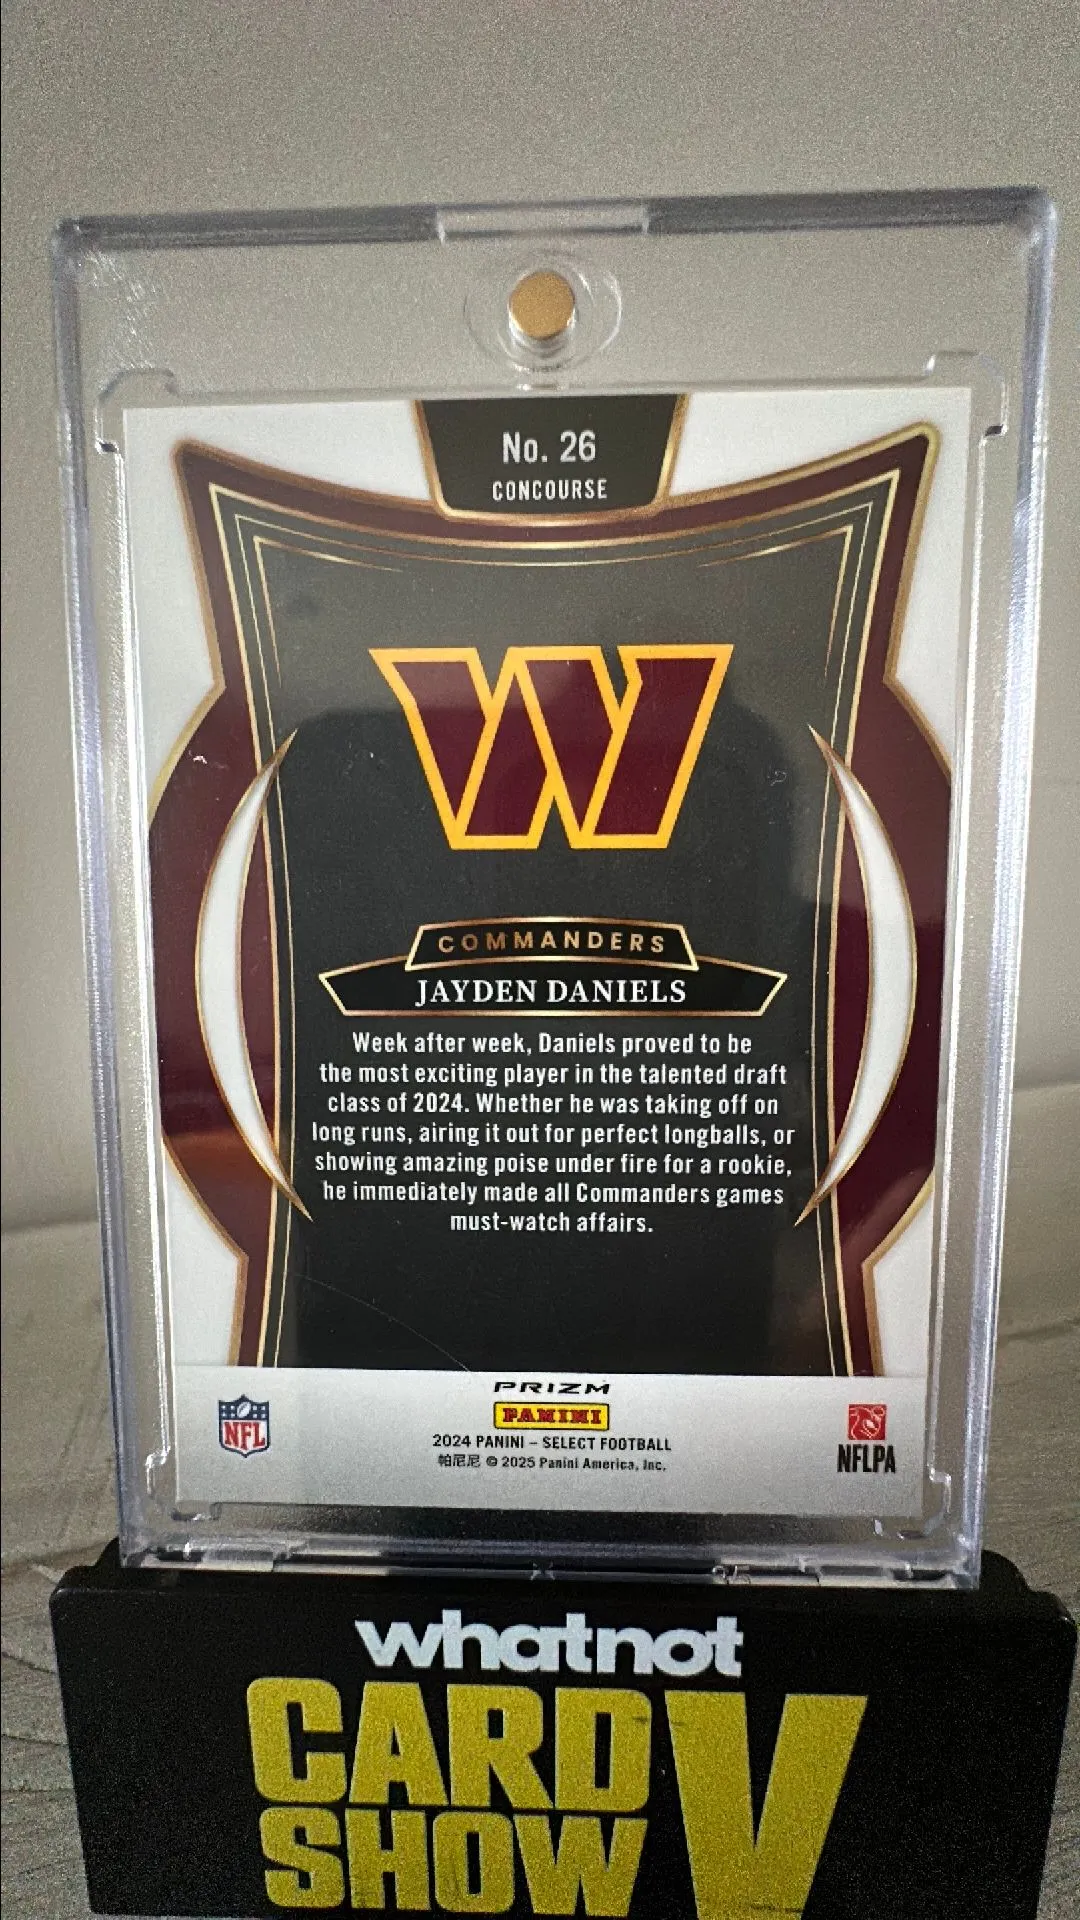 No. 26
CONCOURSE
COMMANDERS
JAYDEN DANIELS
Week after week, Daniels proved to be
the most exciting player in the talented draft
class of 2024. Whether he was taking off on
long runs, airing it out for perfect longballs, or
showing amazing poise under fire for a rookie,
he immediately made all Commanders games
must-watch affairs.
PRIZM
PANINI
NFL
NFLPA
2024 PANINI – SELECT FOOTBALL
帕尼尼 © 2025 Panini America, Inc.
whatnot
CARD
SHOW
V